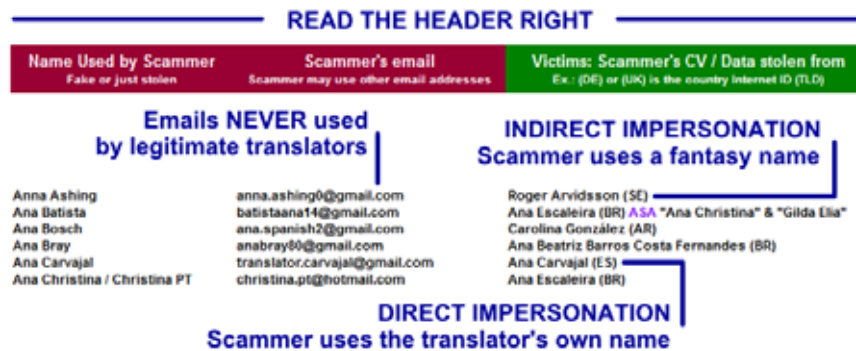 READ THE HEADER RIGHT
Name Used by Scammer Scammer's email Victims: Scammer's CV / Data stolen from
Fake or just stolen Scammer may use other email addresses Ex.: (DE) or (UK) is the country Internet ID (TLD)
Emails NEVER used
by legitimate translators
INDIRECT IMPERSONATION
Scammer uses a fantasy name
Anna Ashing anna.ashing0@gmail.com Roger Arvidsson (SE)
Ana Batista batistaana14@gmail.com Ana Escaleira (BR) ASA "Ana Christina" & "Gilda Elia"
Ana Bosch ana.spanish2@gmail.com Carolina González (AR)
Ana Bray anabray80@gmail.com Ana Beatriz Barros Costa Fernandes (BR)
Ana Carvajal translator.carvajal@gmail.com Ana Carvajal (ES)
Ana Christina / Christina PT christina.pt@hotmail.com Ana Escaleira (BR)
DIRECT IMPERSONATION
Scammer uses the translator's own name